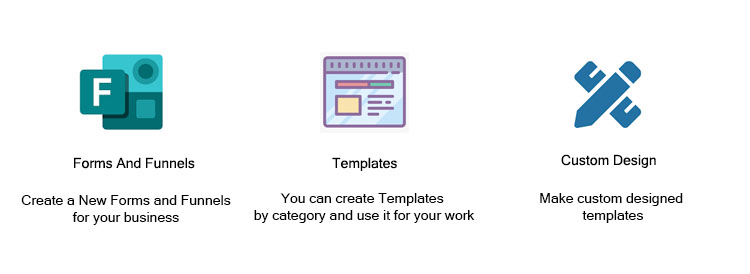 F
Forms And Funnels
Create a New Forms and Funnels
for your business
Templates
You can create Templates
by category and use it for your work
Custom Design
Make custom designed
templates